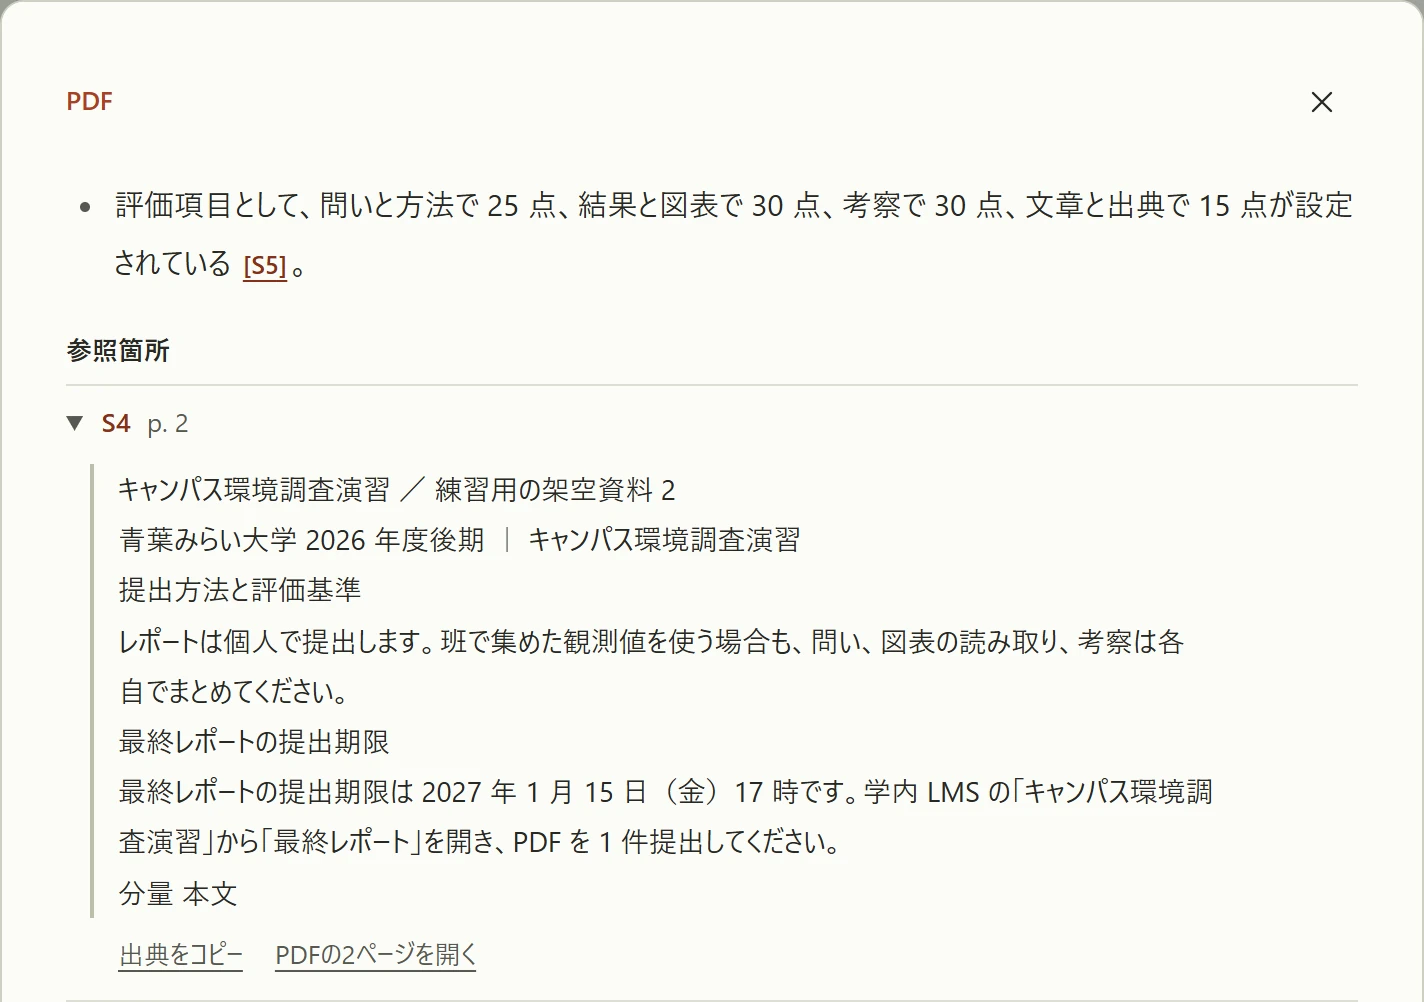 PDF
評価項目として、問いと方法で 25 点、結果と図表で 30 点、考察で 30 点、文章と出典で 15 点が設定
されている [S5] 。
参照箇所
S4 p. 2
キャンパス環境調査演習 ／ 練習用の架空資料 2
青葉みらい大学 2026 年度後期 ｜ キャンパス環境調査演習
提出方法と評価基準
レポートは個人で提出します。班で集めた観測値を使う場合も、問い、図表の読み取り、考察は各
自でまとめてください。
最終レポートの提出期限
最終レポートの提出期限は 2027 年 1 月 15 日（金）17 時です。学内 LMS の「キャンパス環境調
査演習」から「最終レポート」を開き、PDF を 1 件提出してください。
分量 本文
出典をコピー PDFの2ページを開く